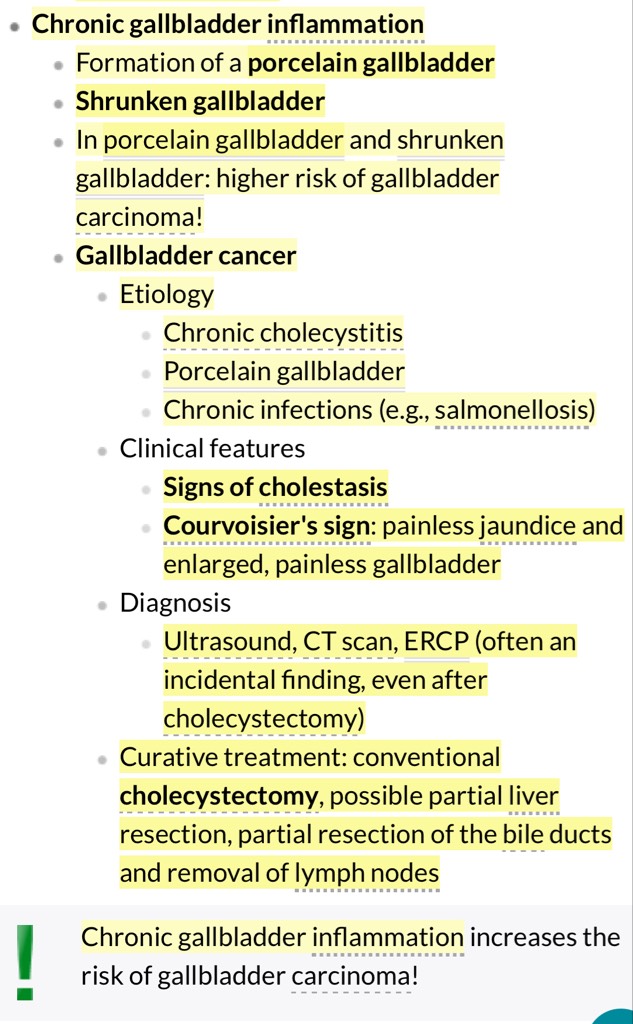 Chronic gallbladder inflammation
Formation of a porcelain gallbladder
Shrunken gallbladder
In porcelain gallbladder and shrunken
gallbladder: higher risk of gallbladder
carcinoma!
Gallbladder cancer
Etiology
Chronic cholecystitis
Porcelain gallbladder
Chronic infections (e.g., salmonellosis)
Clinical features
Signs of cholestasis
Courvoisier's sign: painless jaundice and
enlarged, painless gallbladder
Diagnosis
Ultrasound, CT scan, ERCP (often an
incidental finding, even after
cholecystectomy)
Curative treatment: conventional
cholecystectomy, possible partial liver
resection, partial resection of the bile ducts
and removal of lymph nodes
! Chronic gallbladder inflammation increases the
risk of gallbladder carcinoma!